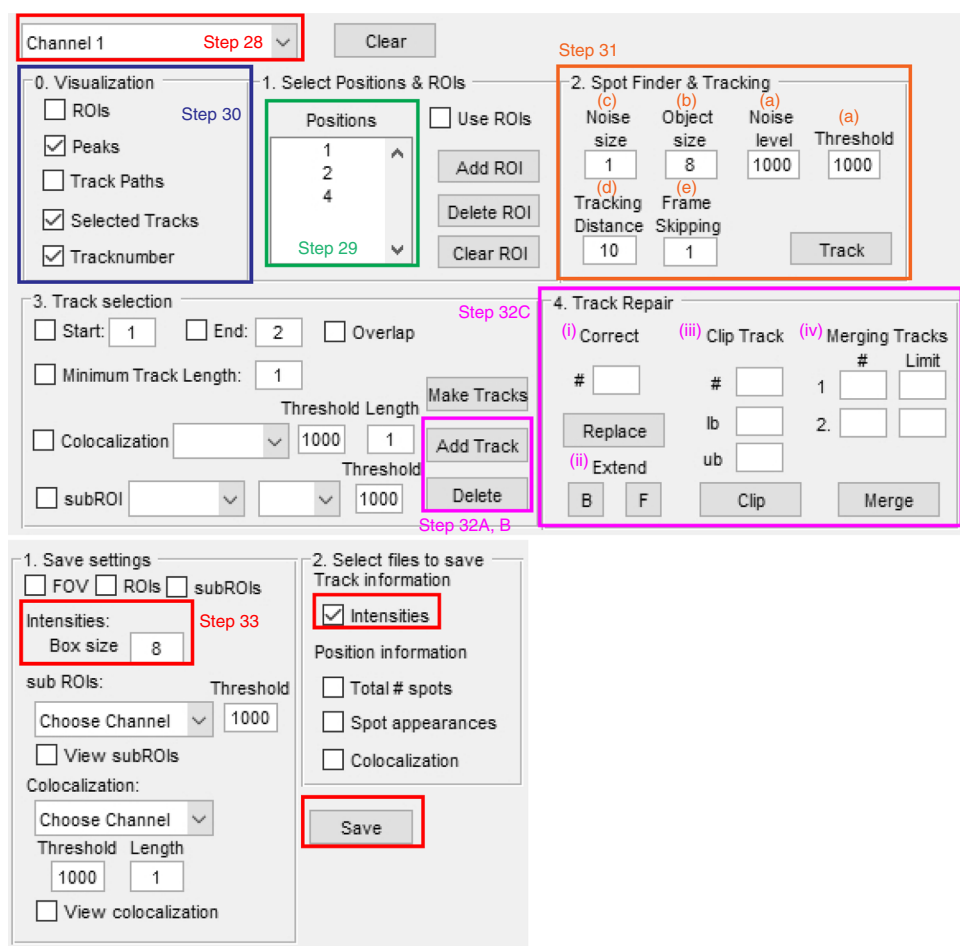 Channel 1 Step 28 Clear
Step 31
0. Visualization
ROIs Step 30
Peaks
Track Paths
Selected Tracks
Tracknumber
1. Select Positions & ROIs
Positions
1
2
4
Step 29
Use ROIs
Add ROI
Delete ROI
Clear ROI
2. Spot Finder & Tracking
(c) (b) (a) (a)
Noise Object Noise Threshold
size size level
1 8 1000 1000
(d) (e)
Tracking Frame
Distance Skipping
10 1 Track
3. Track selection
Step 32C
Start: 1 End: 2 Overlap
Minimum Track Length: 1
Make Tracks
Threshold Length
Colocalization 1000 1
Add Track
Threshold
subROI 1000
Delete
Step 32A, B
4. Track Repair
(i) Correct (iii) Clip Track (iv) Merging Tracks
# Limit
# # 1
Replace lb 2.
(ii) Extend ub
B F Clip Merge
1. Save settings
FOV ROIs subROIs
Intensities: Step 33
Box size 8
sub ROIs: Threshold
Choose Channel 1000
View subROIs
Colocalization:
Choose Channel
Threshold Length
1000 1
View colocalization
2. Select files to save
Track information
Intensities
Position information
Total # spots
Spot appearances
Colocalization
Save